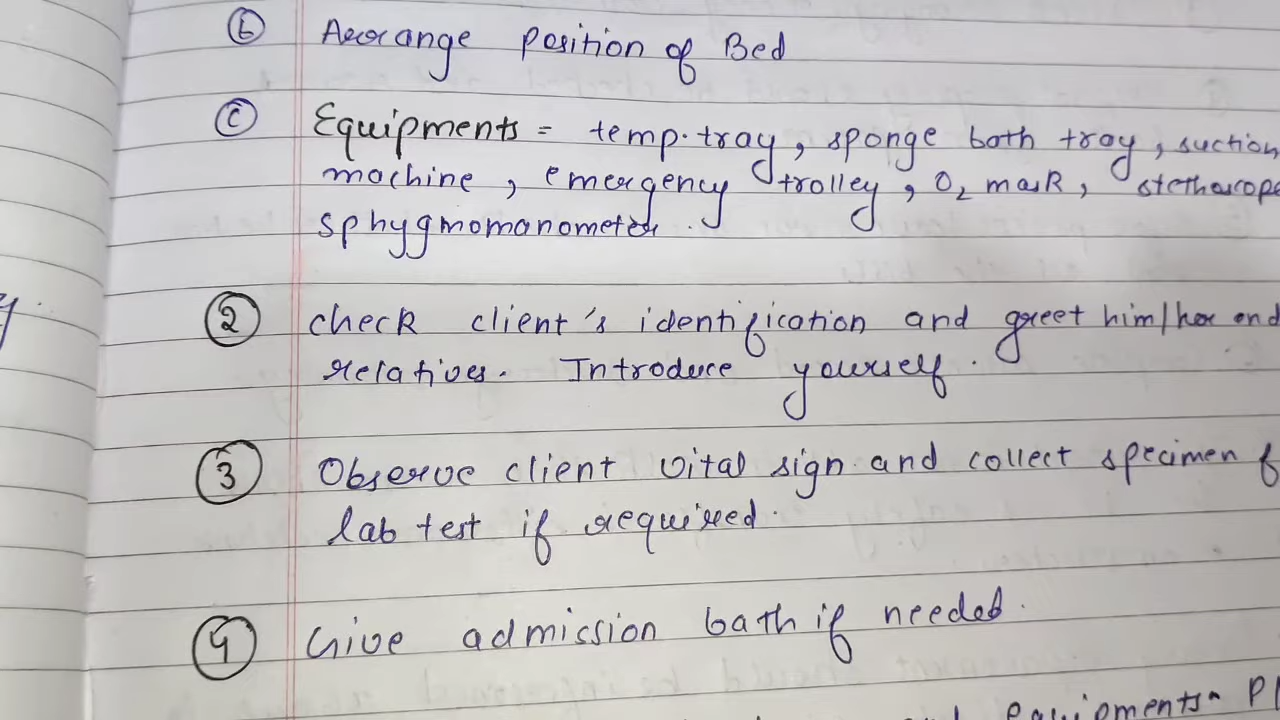 (b) Arrange position of Bed
(c) Equipments = temp. tray, sponge bath tray, suction
machine, emergency trolley, O2 mask, stethoscope
sphygmomanometer.
(2) check client's identification and greet him/her and
relatives. Introduce yourself.
(3) Observe client vital sign and collect specimen f
lab test if required.
(4) Give admission bath if needed.
equipments